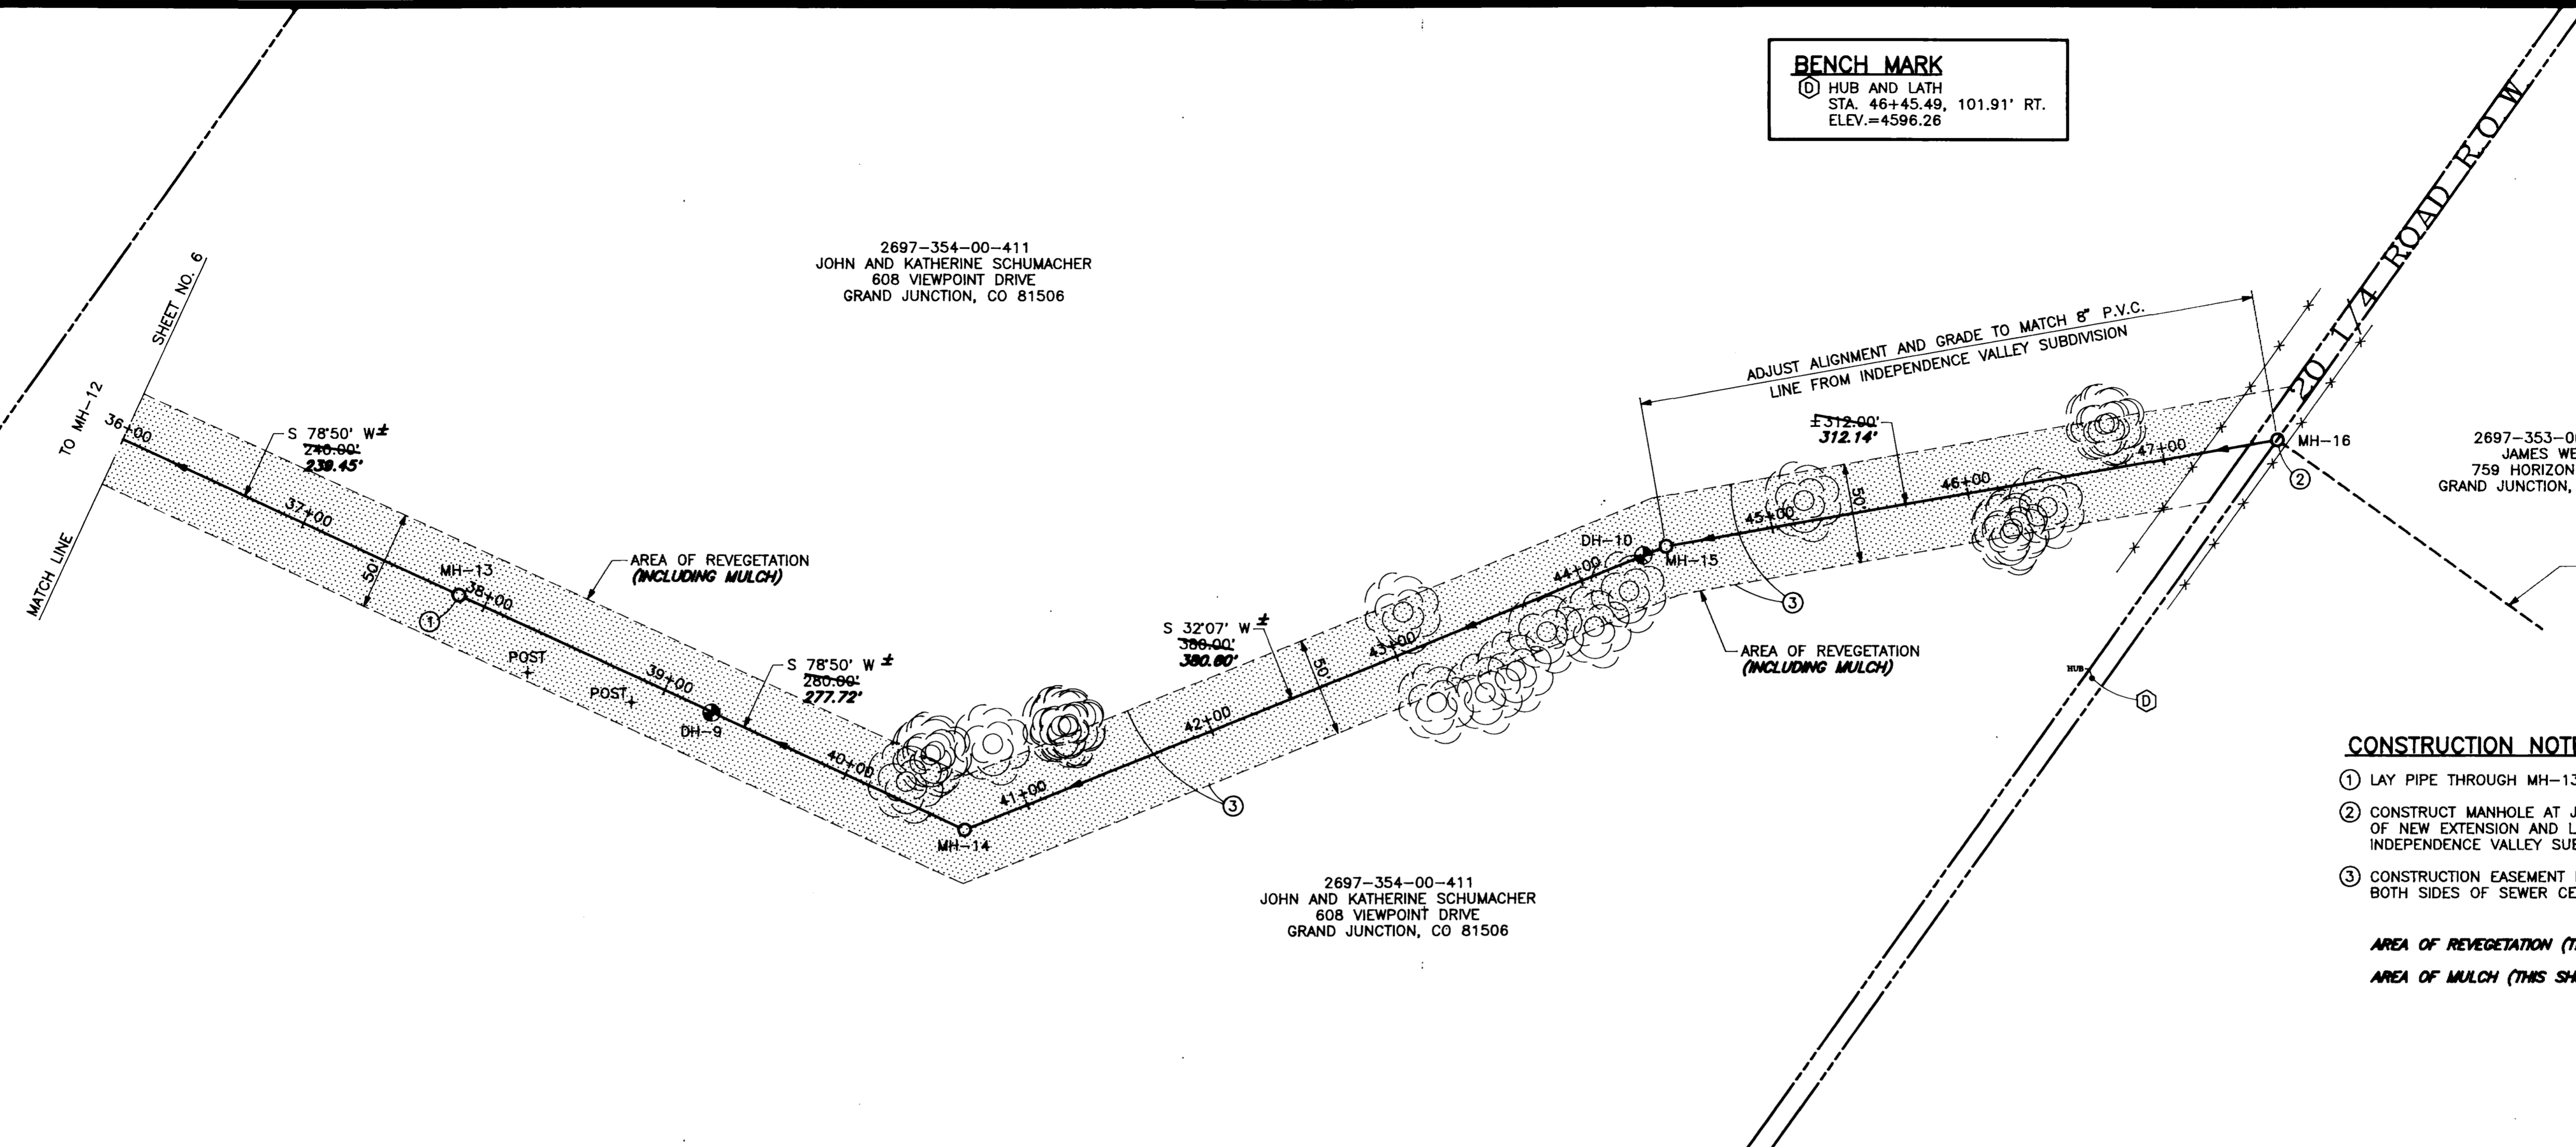 BENCH MARK
D HUB AND LATH
STA. 46+45.49, 101.91' RT.
ELEV.=4596.26
20 1/4 ROAD R.O.W.
2697-354-00-411
JOHN AND KATHERINE SCHUMACHER
608 VIEWPOINT DRIVE
GRAND JUNCTION, CO 81506
SHEET NO. 6
MATCH LINE
TO MH-12
36+00
S 78°50' W±
240.00'
239.45'
37+00
50'
MH-13
38+00
1
AREA OF REVEGETATION
(INCLUDING MULCH)
POST
POST
39+00
DH-9
S 78°50' W ±
280.00'
277.72'
40+00
MH-14
41+00
3
42+00
S 32°07' W ±
380.00'
380.60'
50'
43+00
44+00
DH-10
MH-15
ADJUST ALIGNMENT AND GRADE TO MATCH 8" P.V.C.
LINE FROM INDEPENDENCE VALLEY SUBDIVISION
±312.00'
312.14'
45+00
50'
46+00
47+00
3
AREA OF REVEGETATION
(INCLUDING MULCH)
MH-16
2
HUB
D
2697-353-0
JAMES WE
759 HORIZON
GRAND JUNCTION,
2697-354-00-411
JOHN AND KATHERINE SCHUMACHER
608 VIEWPOINT DRIVE
GRAND JUNCTION, CO 81506
CONSTRUCTION NOTE
1 LAY PIPE THROUGH MH-13
2 CONSTRUCT MANHOLE AT J
OF NEW EXTENSION AND L
INDEPENDENCE VALLEY SUB
3 CONSTRUCTION EASEMENT
BOTH SIDES OF SEWER CE
AREA OF REVEGETATION (T
AREA OF MULCH (THIS SH